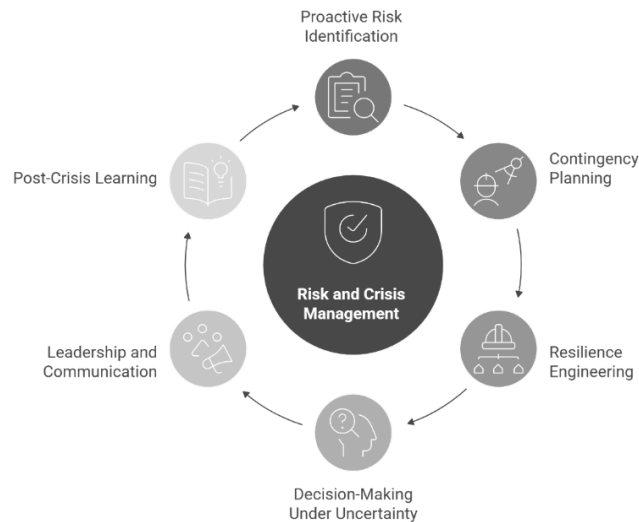 Proactive Risk
Identification
Contingency
Planning
Resilience
Engineering
Decision-Making
Under Uncertainty
Leadership and
Communication
Post-Crisis Learning
Risk and Crisis
Management
?